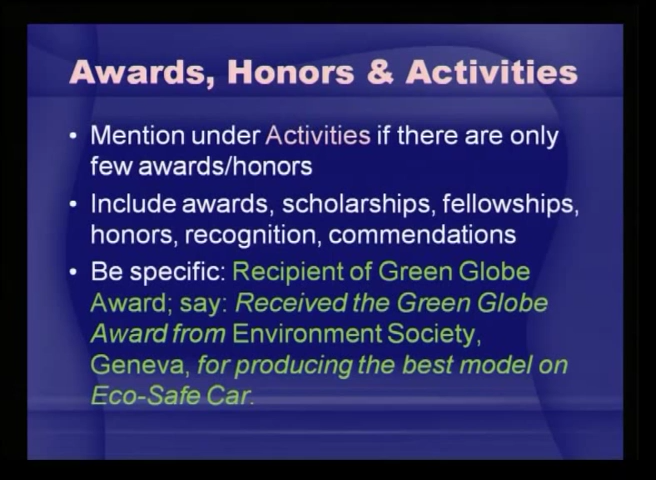 Awards, Honors & Activities
• Mention under Activities if there are only
few awards/honors
• Include awards, scholarships, fellowships,
honors, recognition, commendations
• Be specific: Recipient of Green Globe
Award; say: Received the Green Globe
Award from Environment Society,
Geneva, for producing the best model on
Eco-Safe Car.